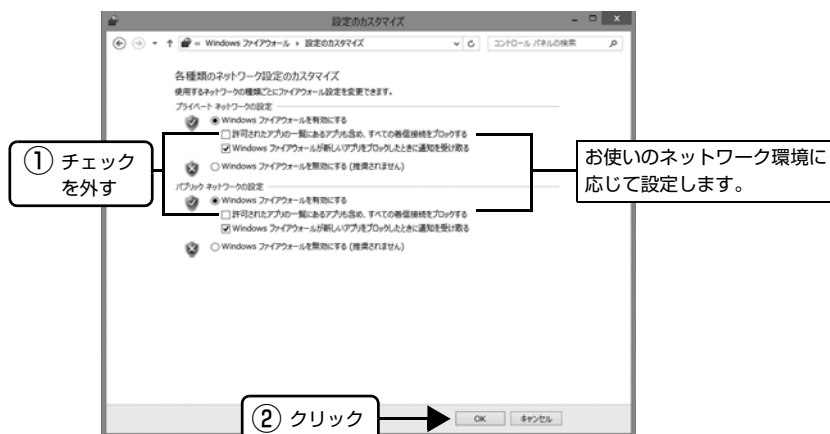 設定のカスタマイズ
« Windows ファイアウォール › 設定のカスタマイズ
コントロール パネルの検索
各種類のネットワーク設定のカスタマイズ
使用するネットワークの種類ごとにファイアウォール設定を変更できます。
プライベート ネットワークの設定
Windows ファイアウォールを有効にする
許可されたアプリの一覧にあるアプリも含め、すべての着信接続をブロックする
Windows ファイアウォールが新しいアプリをブロックしたときに通知を受け取る
Windows ファイアウォールを無効にする (推奨されません)
パブリック ネットワークの設定
Windows ファイアウォールを有効にする
許可されたアプリの一覧にあるアプリも含め、すべての着信接続をブロックする
Windows ファイアウォールが新しいアプリをブロックしたときに通知を受け取る
Windows ファイアウォールを無効にする (推奨されません)
① チェック
を外す
お使いのネットワーク環境に
応じて設定します。
② クリック
OK
キャンセル